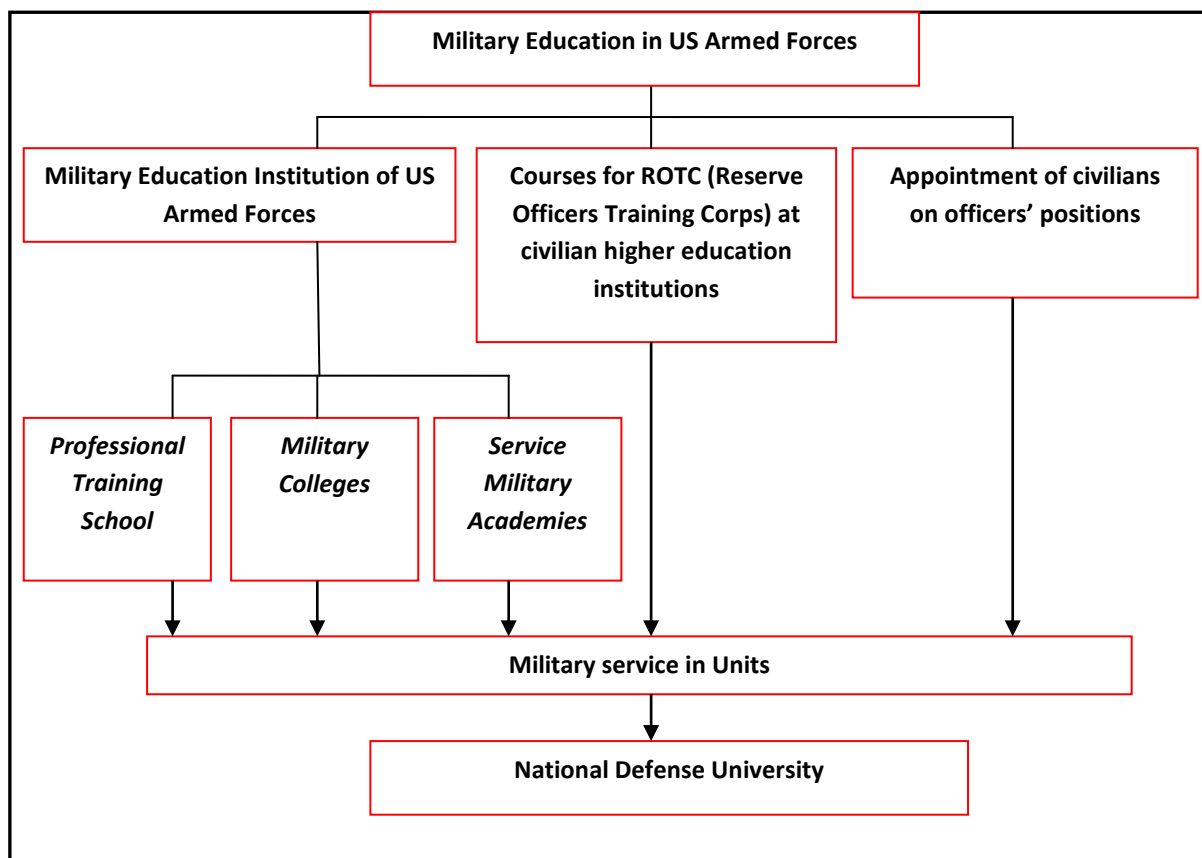 Military Education in US Armed Forces
Military Education Institution of US
Armed Forces
Courses for ROTC (Reserve
Officers Training Corps) at
civilian higher education
institutions
Appointment of civilians
on officers’ positions
Professional
Training
School
Military
Colleges
Service
Military
Academies
Military service in Units
National Defense University